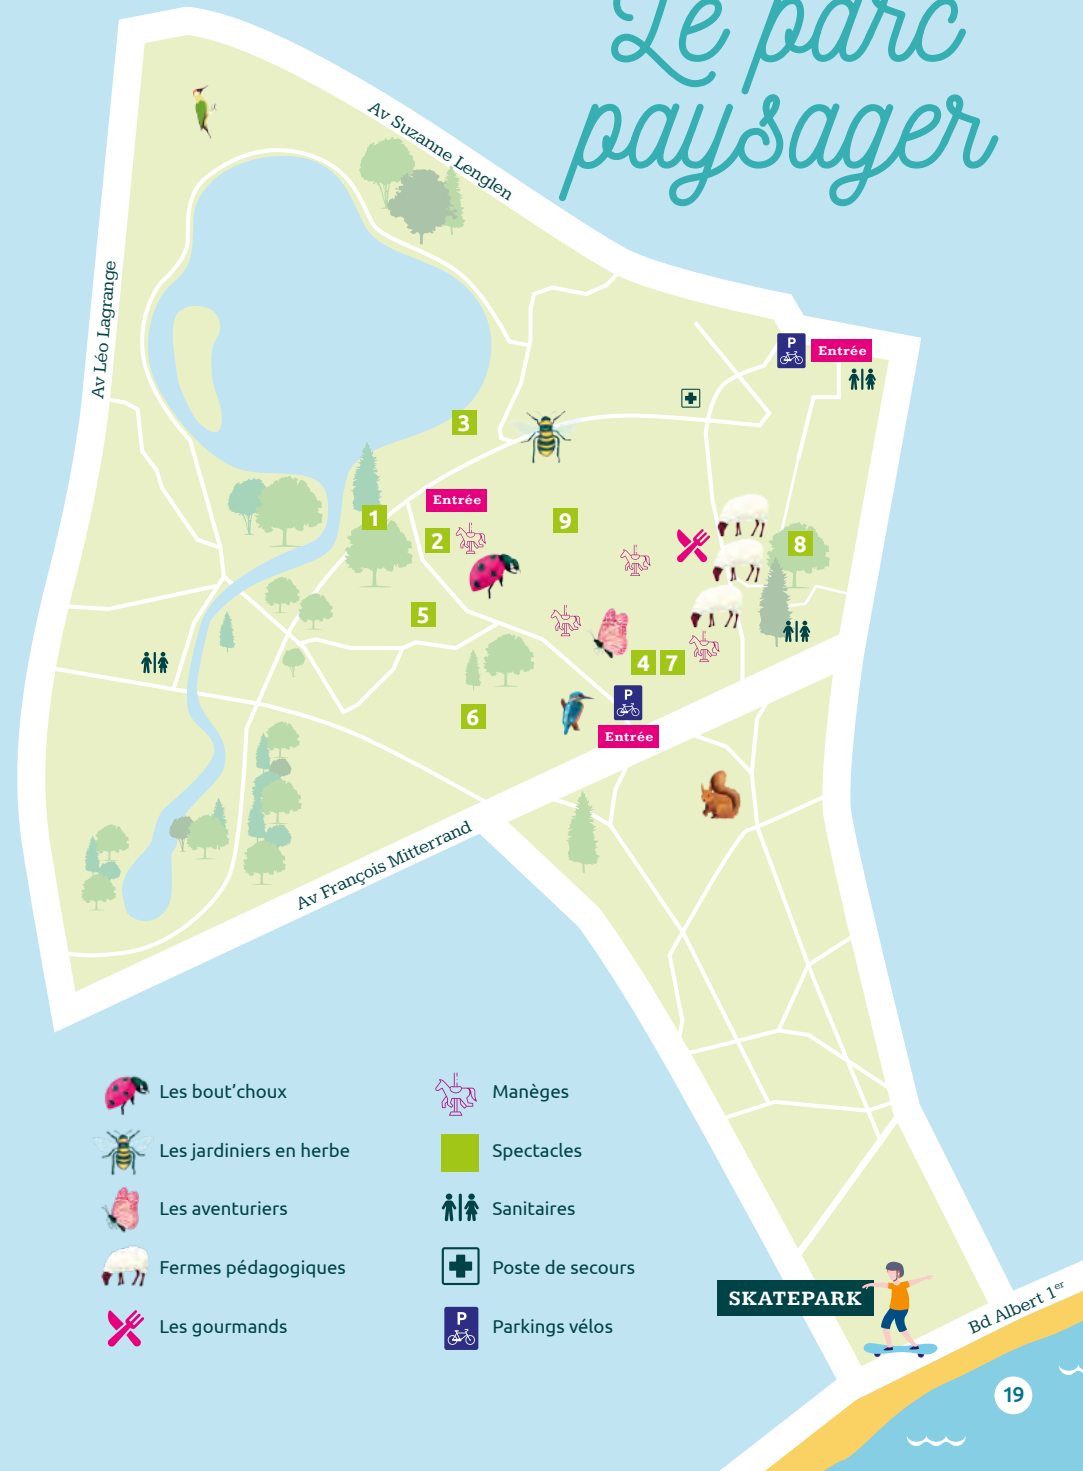 Le parc
paysager
Av Suzanne Lenglen
Av Léo Lagrange
P
Entrée
3
Entrée
1
2
9
8
5
4
7
6
P
Entrée
Av François Mitterrand
Les bout’choux
Les jardiniers en herbe
Les aventuriers
Fermes pédagogiques
Les gourmands
Manèges
Spectacles
Sanitaires
Poste de secours
P
Parkings vélos
SKATEPARK
Bd Albert 1er
19